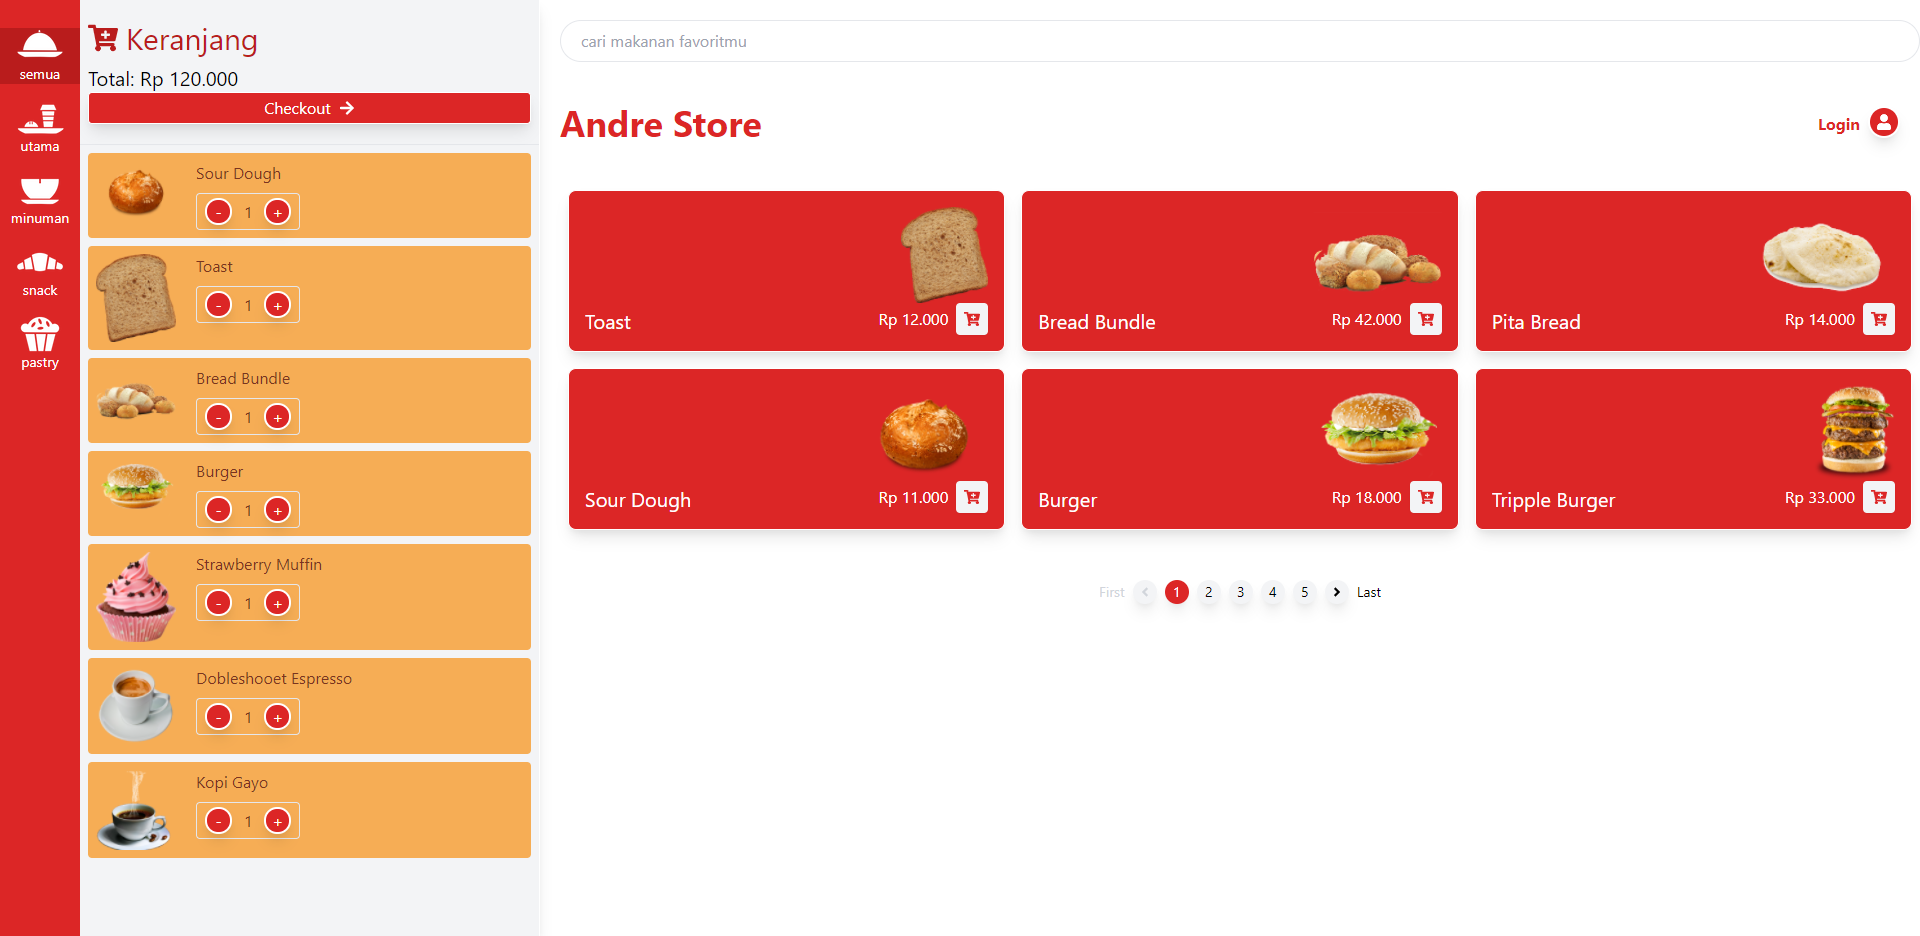 semua
utama
minuman
snack
pastry
Keranjang
Total: Rp 120.000
Checkout
Sour Dough
- 1 +
Toast
- 1 +
Bread Bundle
- 1 +
Burger
- 1 +
Strawberry Muffin
- 1 +
Dobleshooet Espresso
- 1 +
Kopi Gayo
- 1 +
cari makanan favoritmu
Andre Store
Login
Toast
Rp 12.000
Bread Bundle
Rp 42.000
Pita Bread
Rp 14.000
Sour Dough
Rp 11.000
Burger
Rp 18.000
Tripple Burger
Rp 33.000
First 1 2 3 4 5 Last